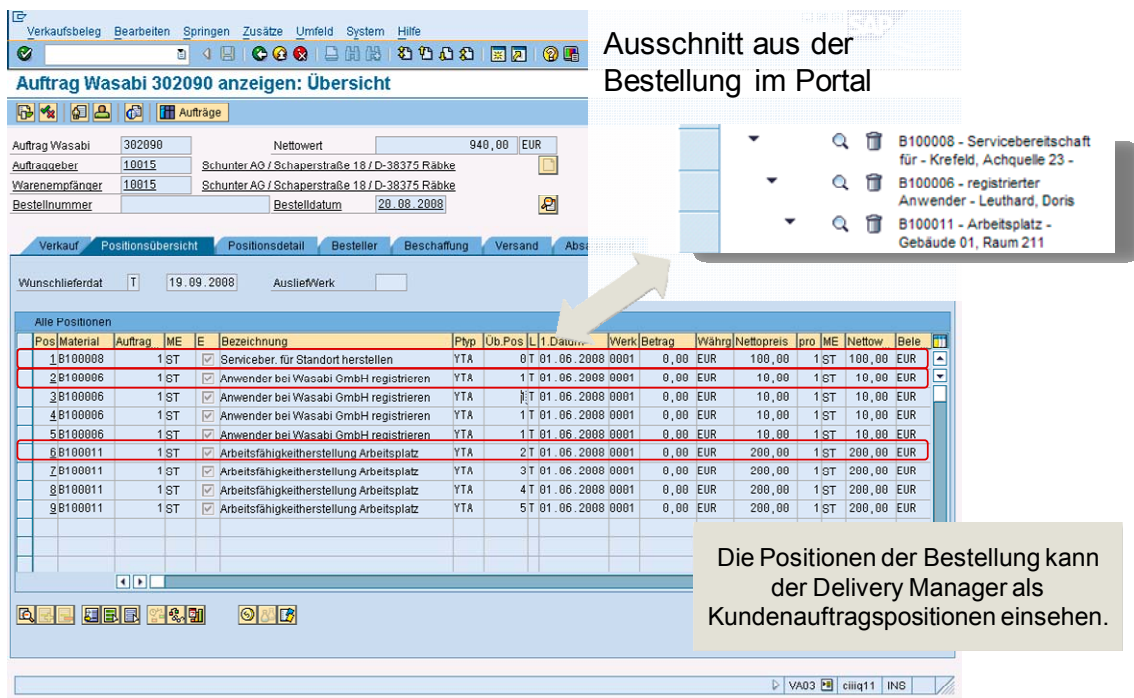 Verkaufsbeleg Bearbeiten Springen Zusätze Umfeld System Hilfe
SAP
Ausschnitt aus der
Bestellung im Portal
Auftrag Wasabi 302090 anzeigen: Übersicht
Aufträge
Auftrag Wasabi 302090 Nettowert 940,00 EUR
Auftraggeber 10015 Schunter AG / Schaperstraße 18 / D-38375 Räbke
Warenempfänger 10015 Schunter AG / Schaperstraße 18 / D-38375 Räbke
Bestellnummer Bestelldatum 20.08.2008
B100008 - Servicebereitschaft
für - Krefeld, Achquelle 23 -
B100006 - registrierter
Anwender - Leuthard, Doris
B100011 - Arbeitsplatz -
Gebäude 01, Raum 211
Verkauf Positionsübersicht Positionsdetail Besteller Beschaffung Versand Absa
Wunschlieferdat T 19.09.2008 AusliefWerk
Alle Positionen
Pos Material Auftrag ME E Bezeichnung Ptyp Üb.Pos L 1.Datum Werk Betrag Währg Nettopreis pro ME Nettow Bele
1 B100008 1 ST Serviceber. für Standort herstellen YTA 0 T 01.06.2008 0001 0,00 EUR 100,00 1 ST 100,00 EUR
2 B100006 1 ST Anwender bei Wasabi GmbH registrieren YTA 1 T 01.06.2008 0001 0,00 EUR 10,00 1 ST 10,00 EUR
3 B100006 1 ST Anwender bei Wasabi GmbH registrieren YTA 1 T 01.06.2008 0001 0,00 EUR 10,00 1 ST 10,00 EUR
4 B100006 1 ST Anwender bei Wasabi GmbH registrieren YTA 1 T 01.06.2008 0001 0,00 EUR 10,00 1 ST 10,00 EUR
5 B100006 1 ST Anwender bei Wasabi GmbH registrieren YTA 1 T 01.06.2008 0001 0,00 EUR 10,00 1 ST 10,00 EUR
6 B100011 1 ST Arbeitsfähigkeitherstellung Arbeitsplatz YTA 2 T 01.06.2008 0001 0,00 EUR 200,00 1 ST 200,00 EUR
7 B100011 1 ST Arbeitsfähigkeitherstellung Arbeitsplatz YTA 3 T 01.06.2008 0001 0,00 EUR 200,00 1 ST 200,00 EUR
8 B100011 1 ST Arbeitsfähigkeitherstellung Arbeitsplatz YTA 4 T 01.06.2008 0001 0,00 EUR 200,00 1 ST 200,00 EUR
9 B100011 1 ST Arbeitsfähigkeitherstellung Arbeitsplatz YTA 5 T 01.06.2008 0001 0,00 EUR 200,00 1 ST 200,00 EUR
Die Positionen der Bestellung kann
der Delivery Manager als
Kundenauftragspositionen einsehen.
VA03 ciiiq11 INS